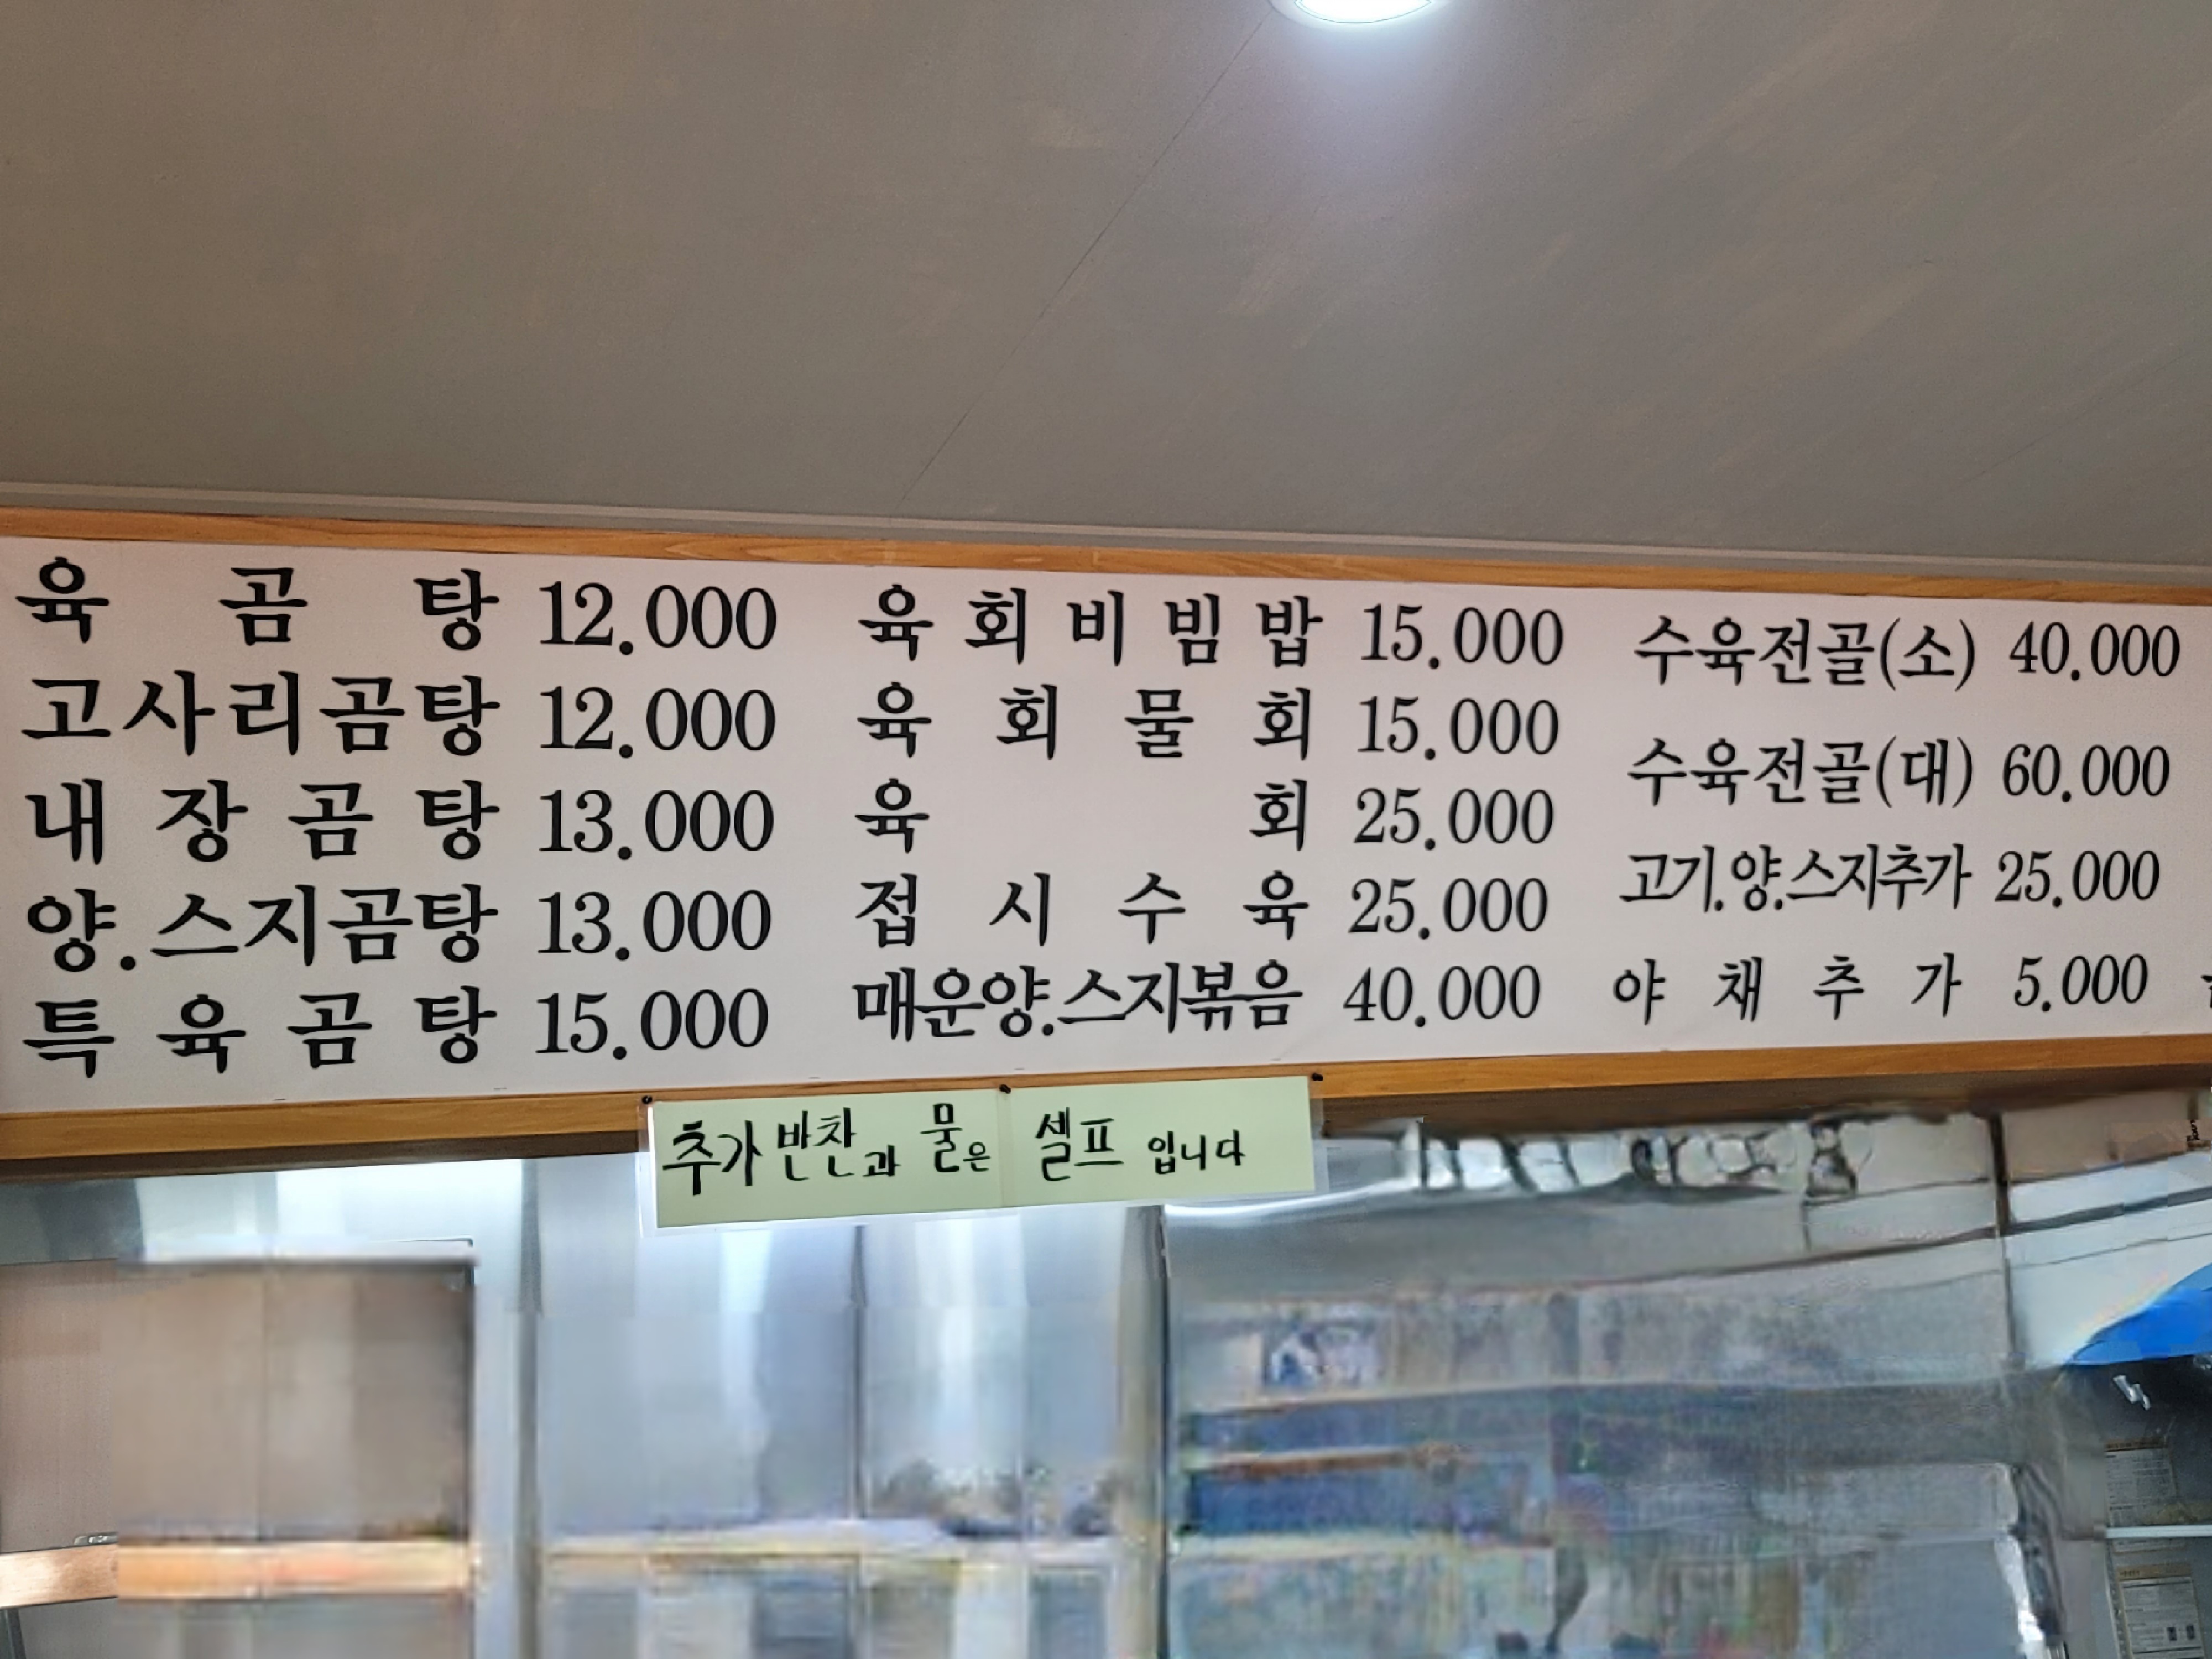 육 곰 탕 12.000
고사리곰탕 12.000
내 장 곰 탕 13.000
양.스지곰탕 13.000
특 육 곰 탕 15.000
육 회 비 빔 밥 15.000
육 회 물 회 15.000
육 회 25.000
접 시 수 육 25.000
매운양.스지볶음 40.000
수육전골(소) 40.000
수육전골(대) 60.000
고기.양.스지추가 25.000
야 채 추 가 5.000
추가 반찬과 물은 셀프 입니다